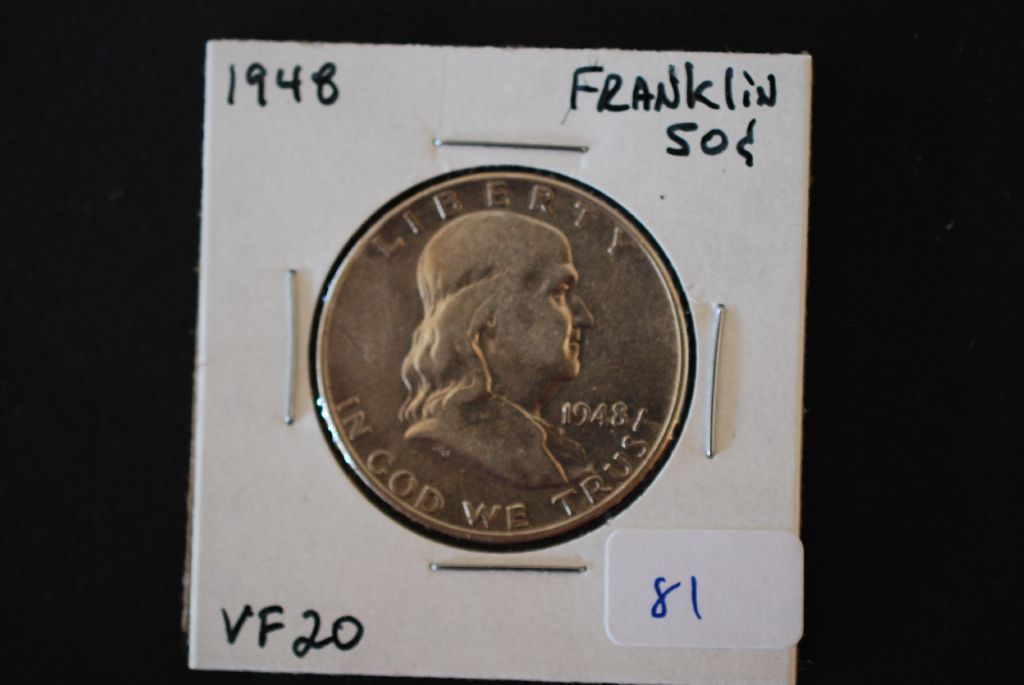 1948
FRANklin
50¢
LIBERTY
1948
IN GOD WE TRUST
VF20
81